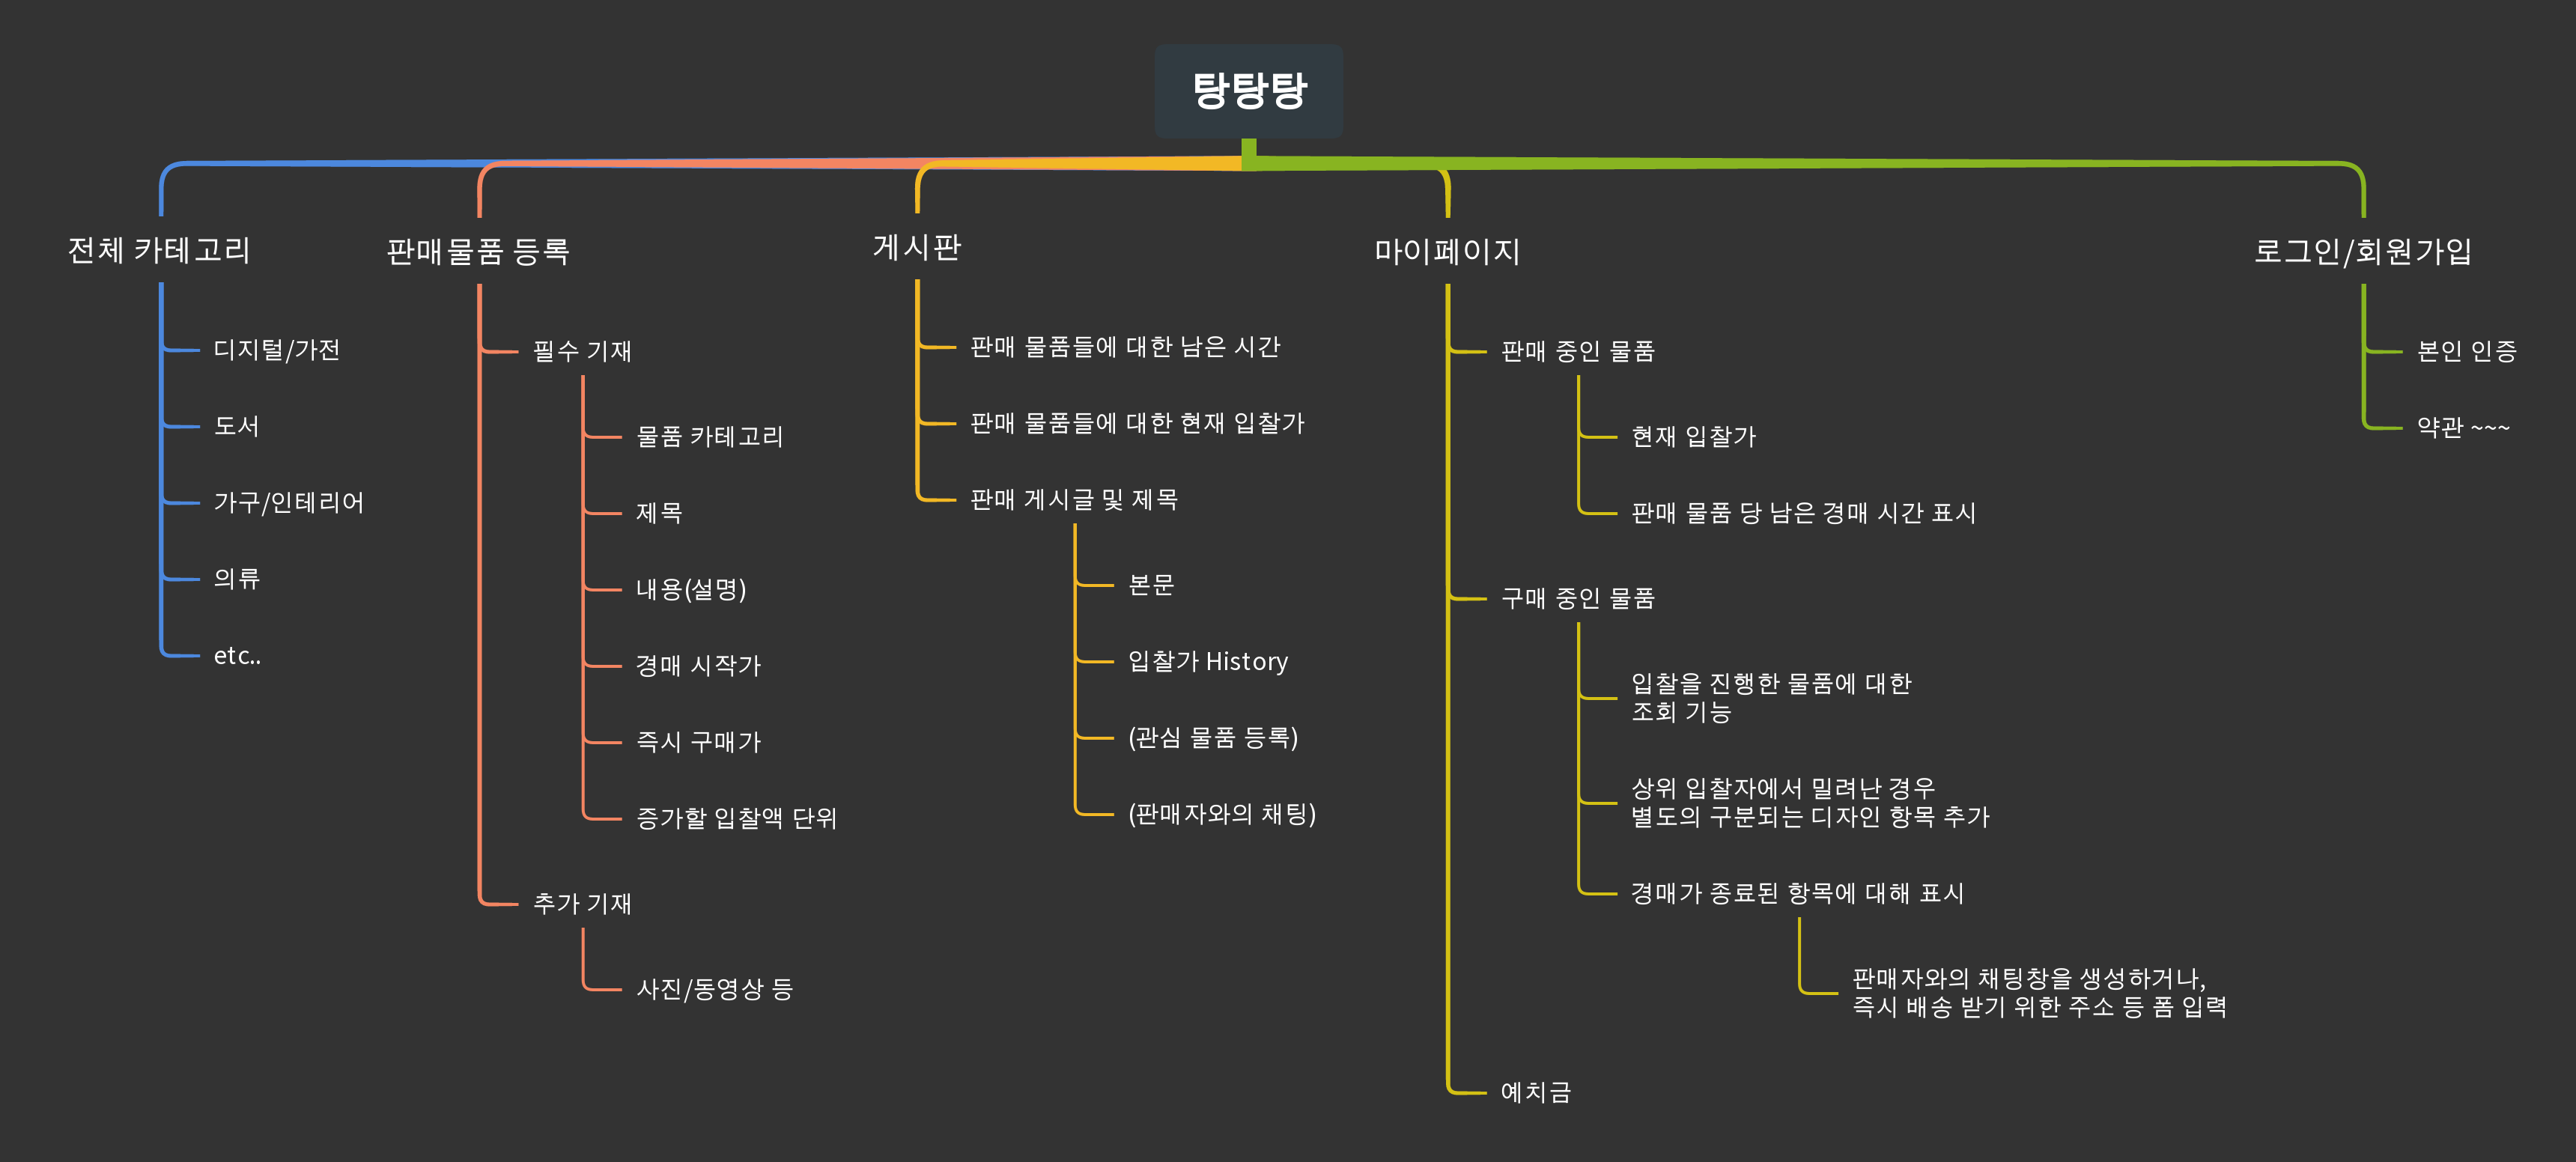 탕탕탕
전체 카테고리
디지털/가전
도서
가구/인테리어
의류
etc..
판매물품 등록
필수 기재
물품 카테고리
제목
내용(설명)
경매 시작가
즉시 구매가
증가할 입찰액 단위
추가 기재
사진/동영상 등
게시판
판매 물품들에 대한 남은 시간
판매 물품들에 대한 현재 입찰가
판매 게시글 및 제목
본문
입찰가 History
(관심 물품 등록)
(판매자와의 채팅)
마이페이지
판매 중인 물품
현재 입찰가
판매 물품 당 남은 경매 시간 표시
구매 중인 물품
입찰을 진행한 물품에 대한
조회 기능
상위 입찰자에서 밀려난 경우
별도의 구분되는 디자인 항목 추가
경매가 종료된 항목에 대해 표시
판매자와의 채팅창을 생성하거나,
즉시 배송 받기 위한 주소 등 폼 입력
예치금
로그인/회원가입
본인 인증
약관 ~~~